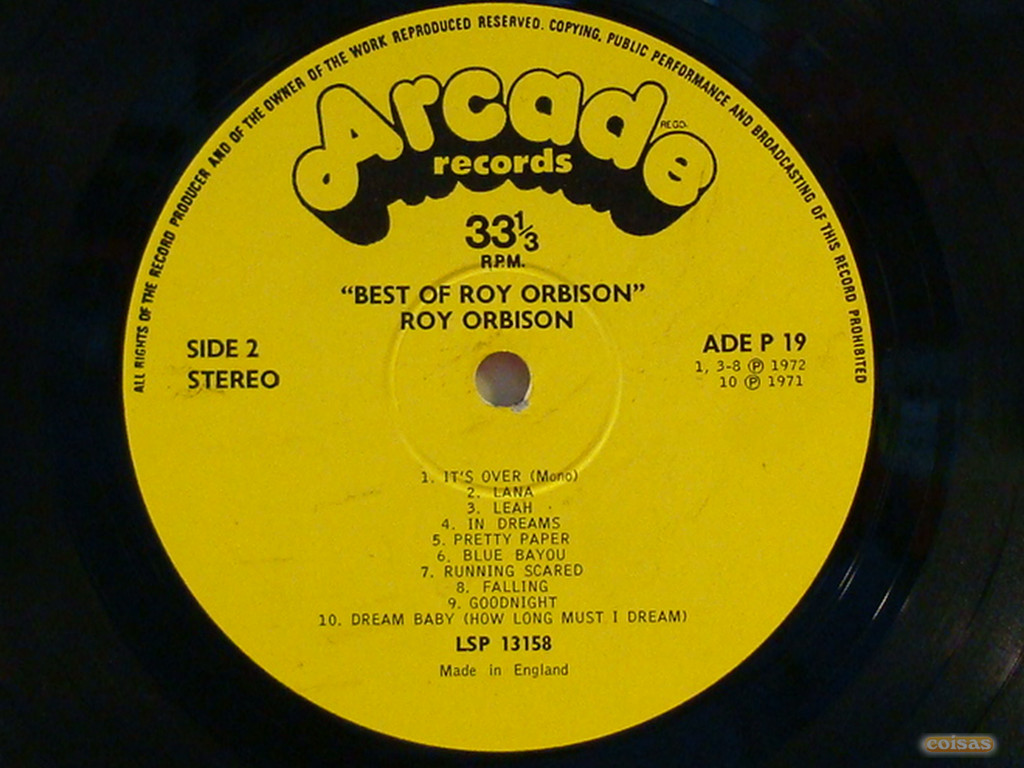 ALL RIGHTS OF THE RECORD PRODUCER AND OF THE OWNER OF THE WORK REPRODUCED RESERVED. COPYING, PUBLIC PERFORMANCE AND BROADCASTING OF THIS RECORD PROHIBITED
Arcade REGD.
records
33⅓
R.P.M.
“BEST OF ROY ORBISON”
ROY ORBISON
SIDE 2
STEREO
ADE P 19
1, 3-8 ℗ 1972
10 ℗ 1971
1. IT'S OVER (Mono)
2. LANA
3. LEAH
4. IN DREAMS
5. PRETTY PAPER
6. BLUE BAYOU
7. RUNNING SCARED
8. FALLING
9. GOODNIGHT
10. DREAM BABY (HOW LONG MUST I DREAM)
LSP 13158
Made in England
coisas